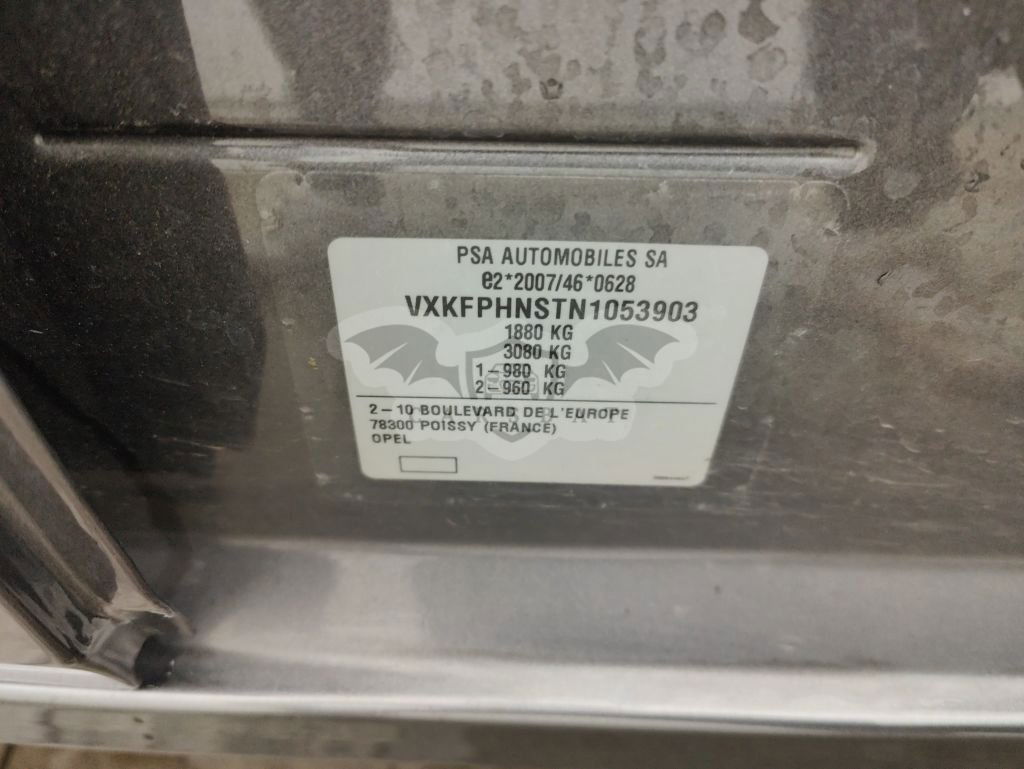 PSA AUTOMOBILES SA
e2*2007/46*0628
VXKFPHNSTN1053903
1880 KG
3080 KG
1-980 KG
2-960 KG
2-10 BOULEVARD DE L'EUROPE
78300 POISSY (FRANCE)
OPEL